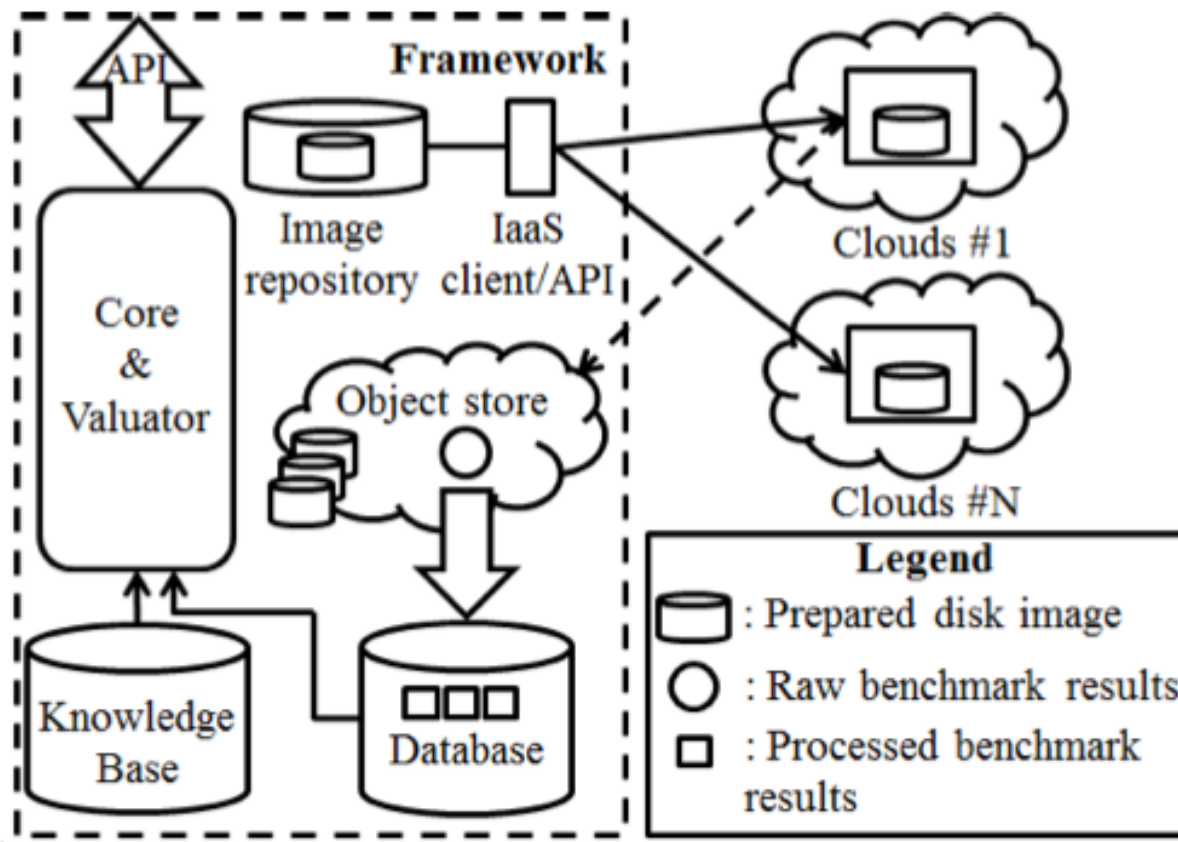 API
Framework
Image
repository
IaaS
client/API
Clouds #1
Core
&
Valuator
Object store
Clouds #N
Knowledge
Base
Database
Legend
: Prepared disk image
: Raw benchmark results
: Processed benchmark
results